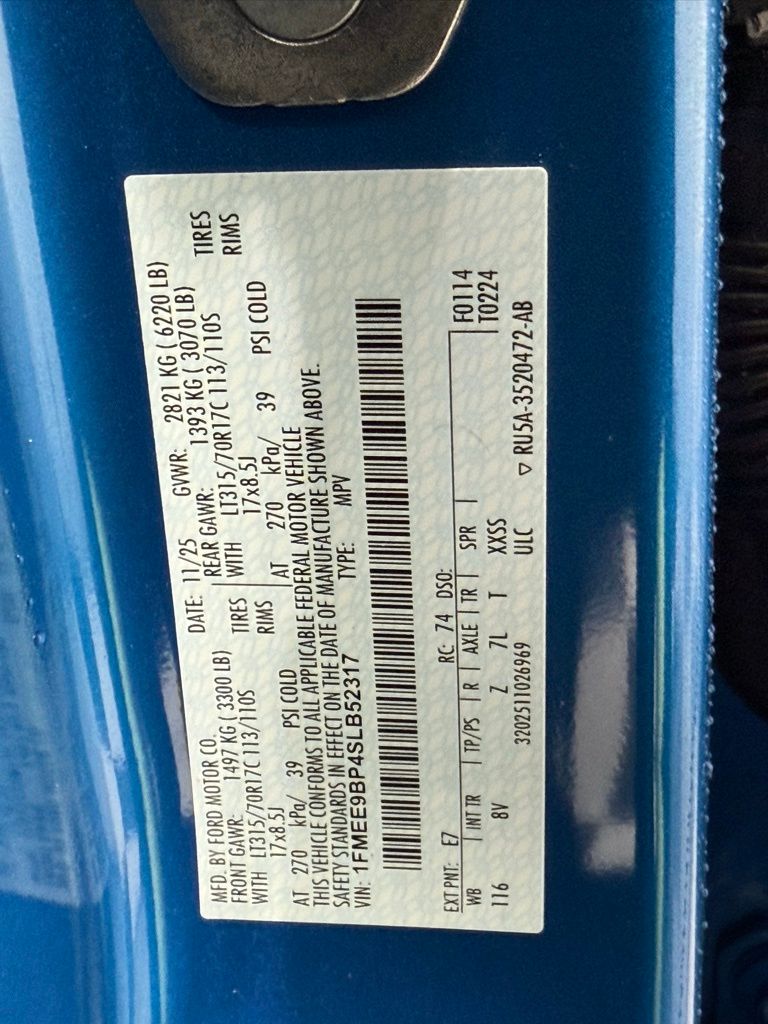 MFD. BY FORD MOTOR CO.
DATE: 11/25 GVWR: 2821 KG ( 6220 LB)
FRONT GAWR: 1497 KG ( 3300 LB) REAR GAWR: 1393 KG ( 3070 LB)
WITH LT315/70R17C 113/110S TIRES WITH LT315/70R17C 113/110S TIRES
17x8.5J RIMS 17x8.5J RIMS
AT 270 kPa/ 39 PSI COLD AT 270 kPa/ 39 PSI COLD
THIS VEHICLE CONFORMS TO ALL APPLICABLE FEDERAL MOTOR VEHICLE
SAFETY STANDARDS IN EFFECT ON THE DATE OF MANUFACTURE SHOWN ABOVE.
VIN: 1FMEE9BP4SLB52317 TYPE: MPV
EXT PNT: E7 RC: 74 DSO: F0114
WB INT TR TP/PS R AXLE TR SPR T0224
116 8V Z 7L T XXSS
3202511026969 ULC ▽ RU5A-3520472-AB